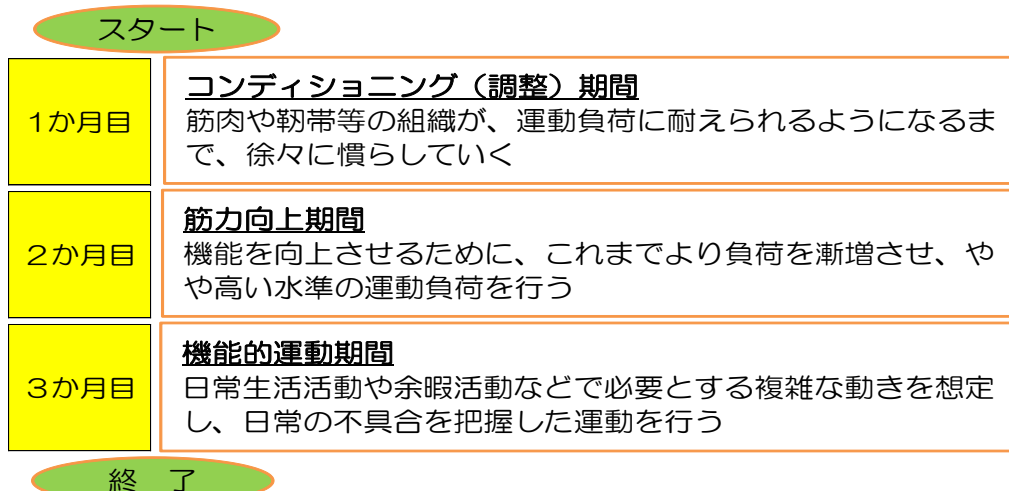 スタート
1か月目
コンディショニング（調整）期間
筋肉や靭帯等の組織が、運動負荷に耐えられるようになるま
で、徐々に慣らしていく
2か月目
筋力向上期間
機能を向上させるために、これまでより負荷を漸増させ、や
や高い水準の運動負荷を行う
3か月目
機能的運動期間
日常生活活動や余暇活動などで必要とする複雑な動きを想定
し、日常の不具合を把握した運動を行う
終　了